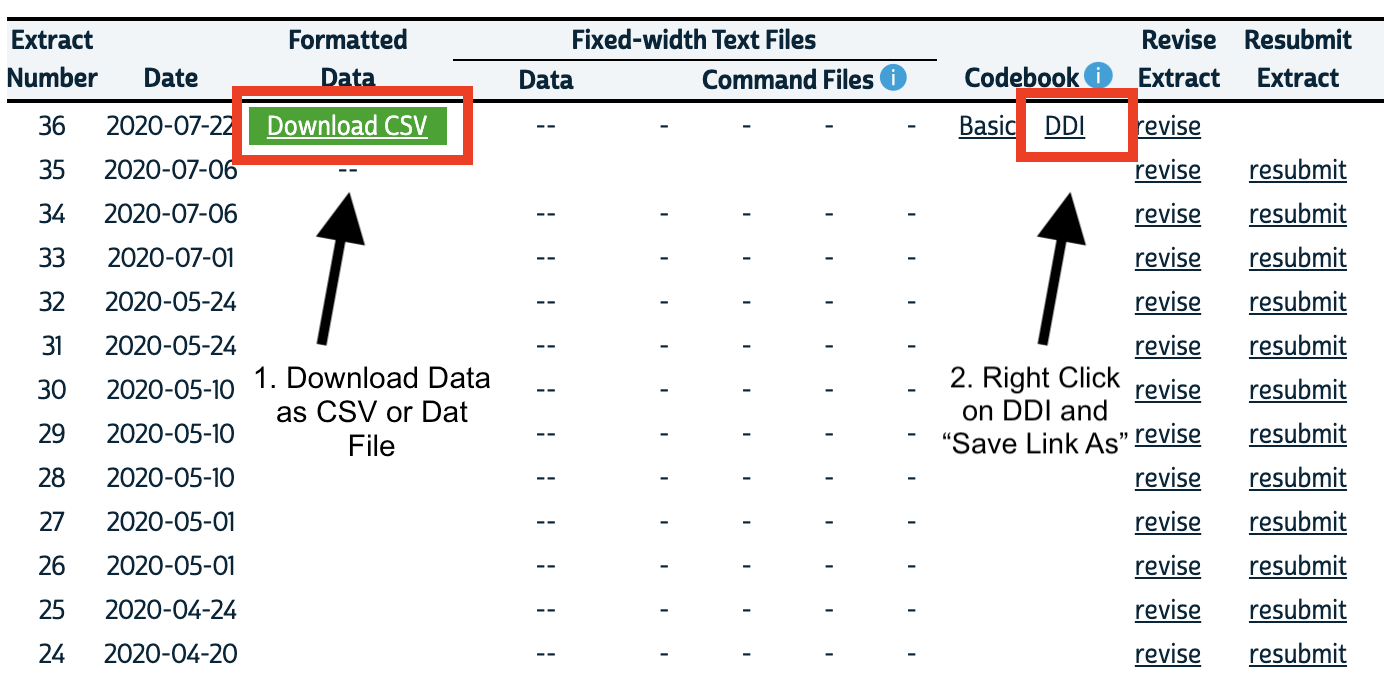 Extract Formatted Fixed-width Text Files Revise Resubmit
Number Date Data Data Command Files i Codebook i Extract Extract
36 2020-07-22 Download CSV -- - - - - Basic DDI revise
35 2020-07-06 -- revise resubmit
34 2020-07-06 -- - - - - revise resubmit
33 2020-07-01 -- - - - - revise resubmit
32 2020-05-24 -- - - - - revise resubmit
31 2020-05-24 -- - - - - revise resubmit
30 2020-05-10 -- - - - - revise resubmit
29 2020-05-10 -- - - - - revise resubmit
28 2020-05-10 -- - - - - revise resubmit
27 2020-05-01 -- - - - - revise resubmit
26 2020-05-01 -- - - - - revise resubmit
25 2020-04-24 -- - - - - revise resubmit
24 2020-04-20 -- - - - - revise resubmit
1. Download Data
as CSV or Dat
File
2. Right Click
on DDI and
“Save Link As”